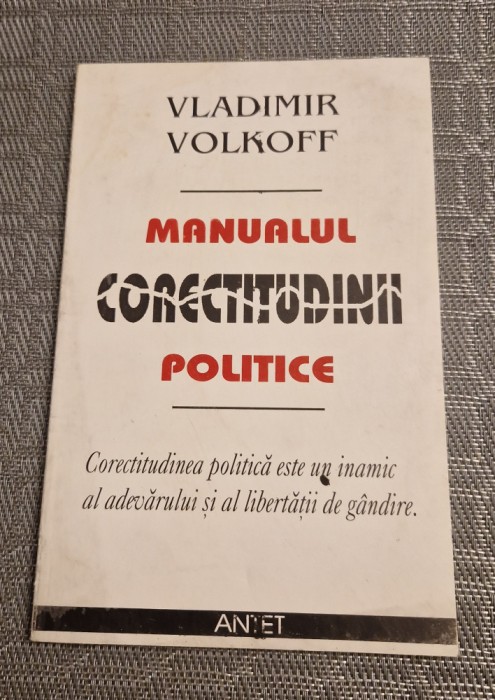 VLADIMIR
VOLKOFF
MANUALUL
CORECTITUDINII
POLITICE
Corectitudinea politică este un inamic
al adevărului și al libertății de gândire.
ANTET